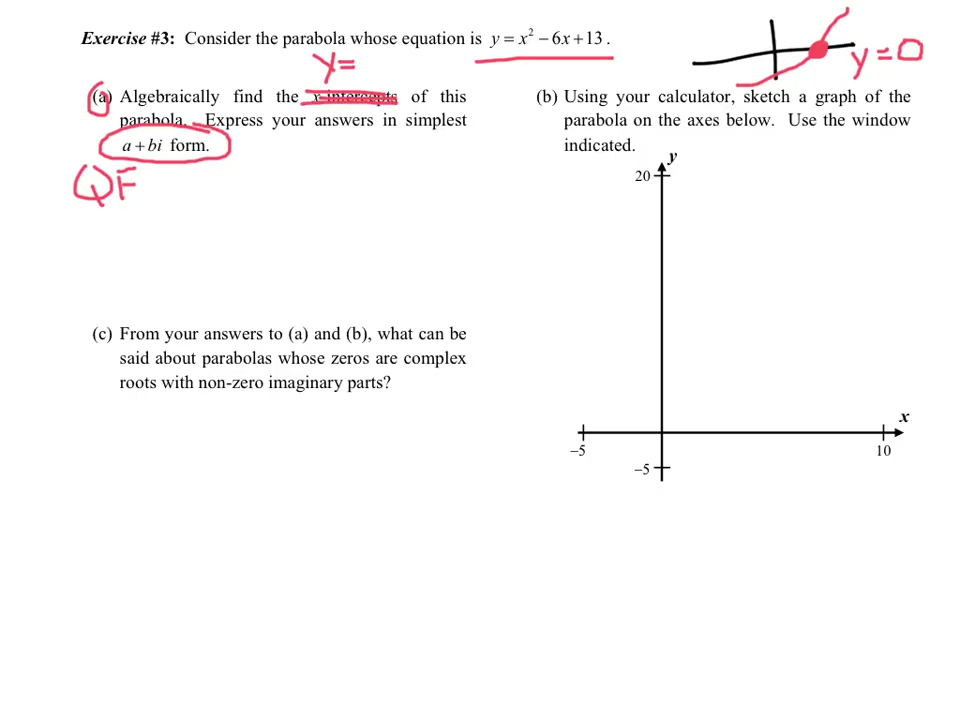 Exercise #3: Consider the parabola whose equation is y = x² − 6x + 13.
y = 0
y =
(a) Algebraically find the x-intercepts of this
parabola. Express your answers in simplest
a + bi form.
QF
(b) Using your calculator, sketch a graph of the
parabola on the axes below. Use the window
indicated.
y
20
(c) From your answers to (a) and (b), what can be
said about parabolas whose zeros are complex
roots with non-zero imaginary parts?
x
−5
10
−5